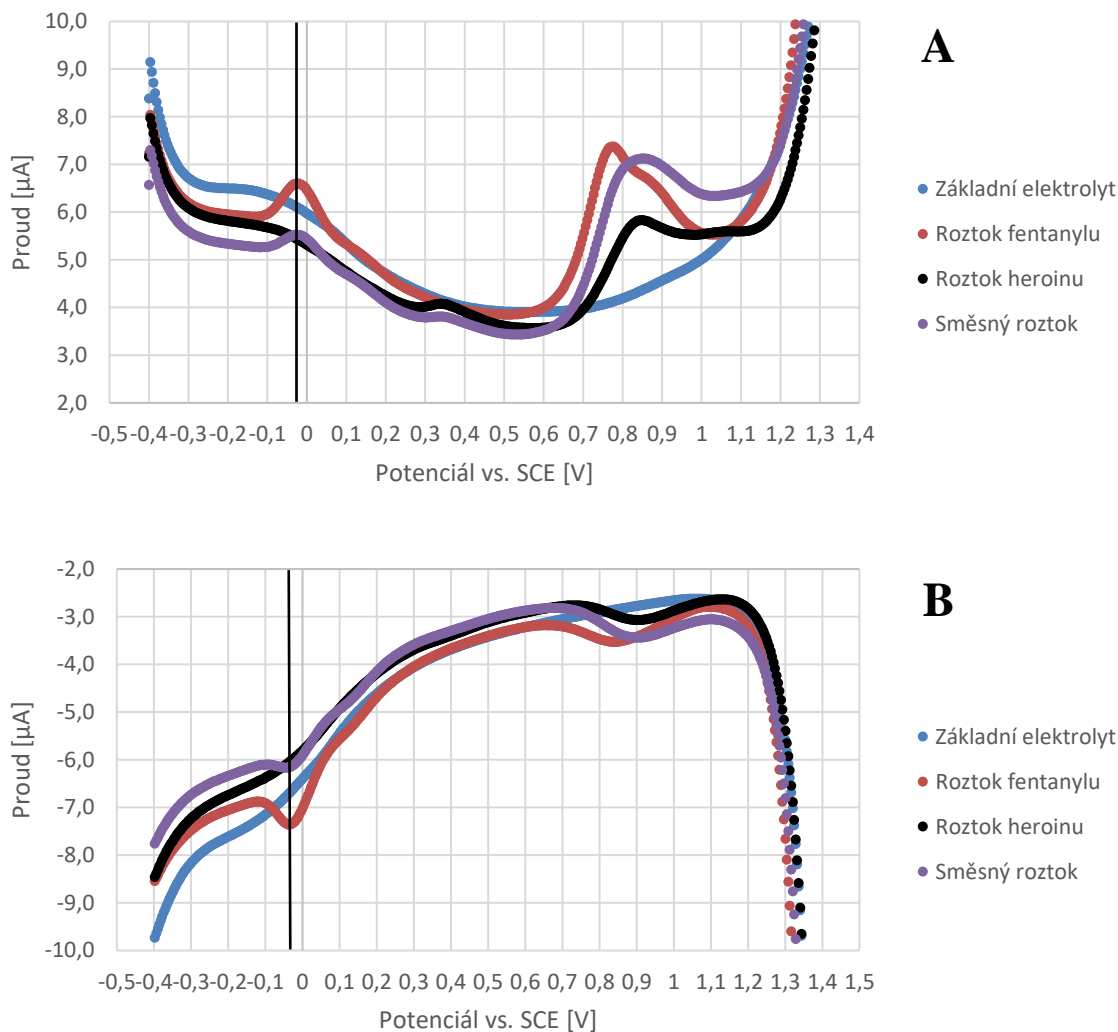 A
10,0
9,0
8,0
7,0
6,0
5,0
4,0
3,0
2,0
Proud [µA]
-0,5 -0,4 -0,3 -0,2 -0,1 0 0,1 0,2 0,3 0,4 0,5 0,6 0,7 0,8 0,9 1 1,1 1,2 1,3 1,4
Potenciál vs. SCE [V]
Základní elektrolyt
Roztok fentanylu
Roztok heroinu
Směsný roztok
B
-2,0
-3,0
-4,0
-5,0
-6,0
-7,0
-8,0
-9,0
-10,0
Proud [µA]
-0,5 -0,4 -0,3 -0,2 -0,1 0 0,1 0,2 0,3 0,4 0,5 0,6 0,7 0,8 0,9 1 1,1 1,2 1,3 1,4 1,5
Potenciál vs. SCE [V]
Základní elektrolyt
Roztok fentanylu
Roztok heroinu
Směsný roztok